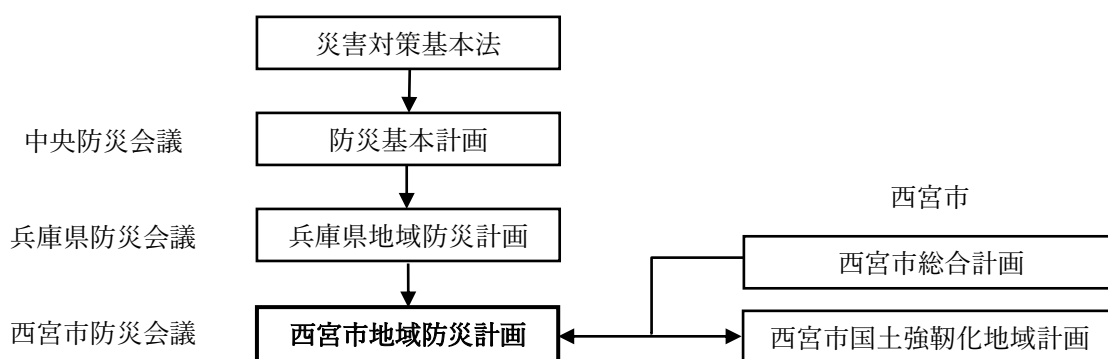 災害対策基本法
中央防災会議
防災基本計画
兵庫県防災会議
兵庫県地域防災計画
西宮市防災会議
西宮市地域防災計画
西宮市
西宮市総合計画
西宮市国土強靭化地域計画